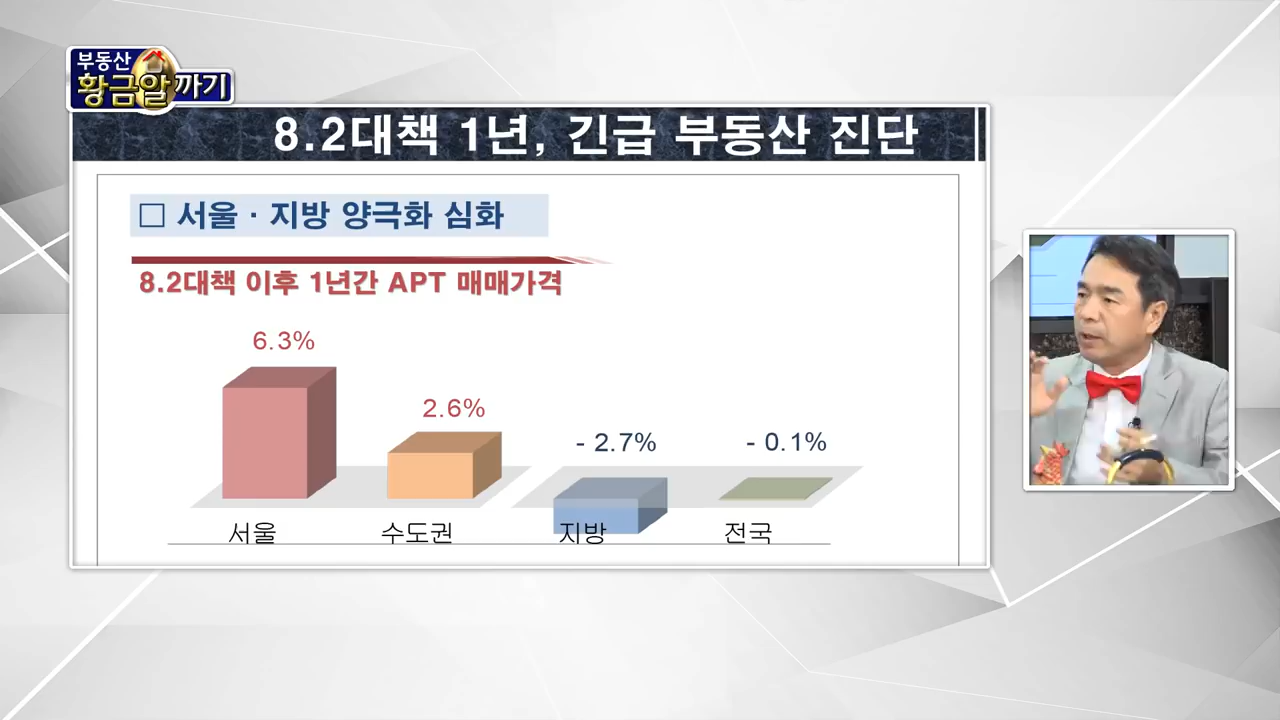 부동산
황금알까기
8.2대책 1년, 긴급 부동산 진단
□ 서울 · 지방 양극화 심화
8.2대책 이후 1년간 APT 매매가격
6.3%
2.6%
- 2.7%
- 0.1%
서울
수도권
지방
전국